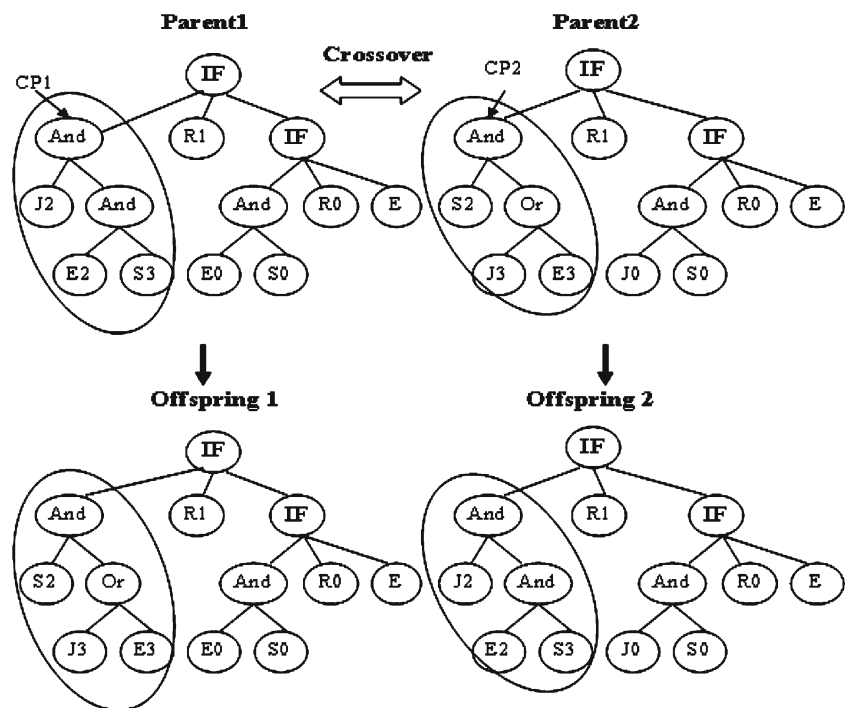 Parent1 Parent2
Crossover
CP1 IF CP2 IF
And R1 IF And R1 IF
J2 And And R0 E S2 Or And R0 E
E2 S3 E0 S0 J3 E3 J0 S0
Offspring 1 Offspring 2
IF IF
And R1 IF And R1 IF
S2 Or And R0 E J2 And And R0 E
J3 E3 E0 S0 E2 S3 J0 S0